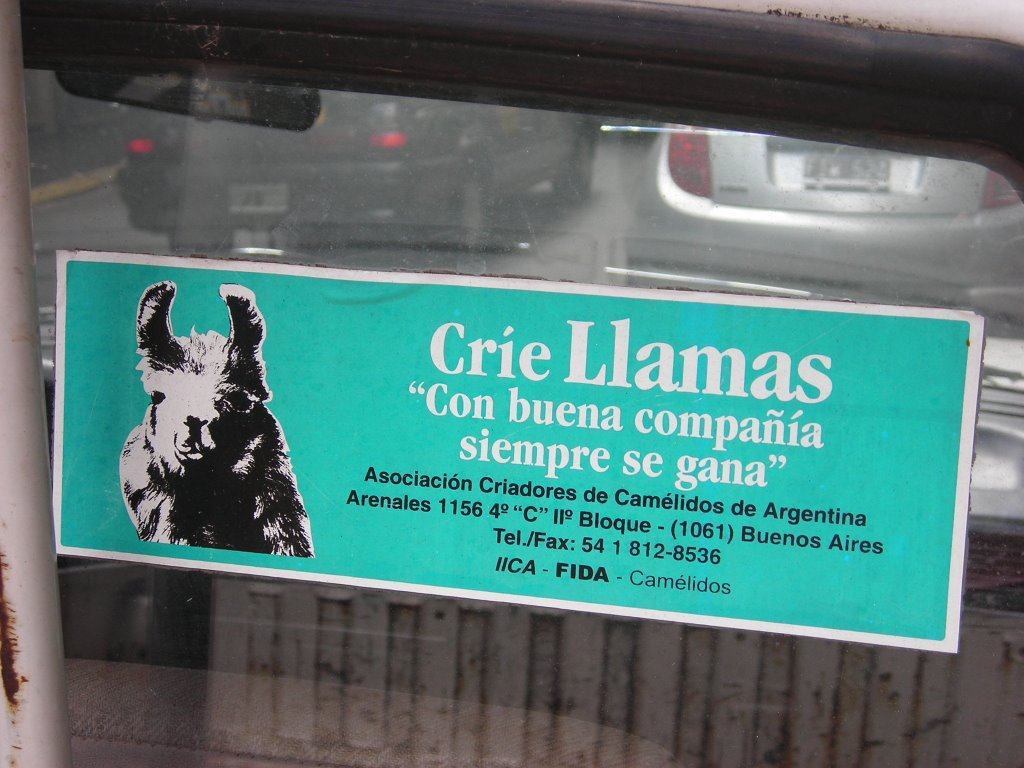 Críe Llamas
“Con buena compañía
siempre se gana”
Asociación Criadores de Camélidos de Argentina
Arenales 1156 4º “C” IIº Bloque - (1061) Buenos Aires
Tel./Fax: 54 1 812-8536
IICA - FIDA - Camélidos